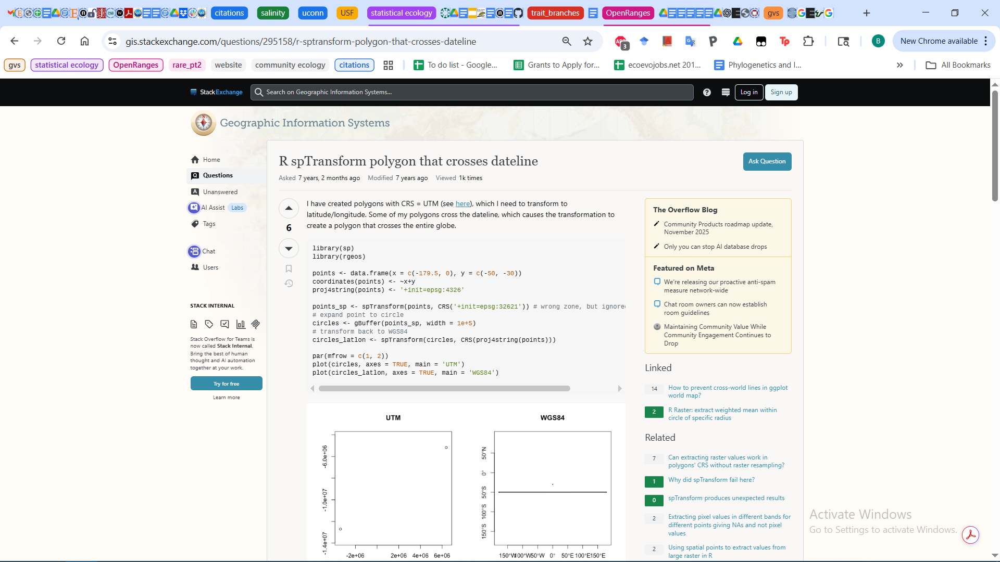 citations
salinity
uconn
USF
statistical ecology
trait_branches
OpenRanges
gvs
gis.stackexchange.com/questions/295158/r-sptransform-polygon-that-crosses-dateline
3
B
New Chrome available
gvs
statistical ecology
OpenRanges
rare_pt2
website
community ecology
citations
To do list - Google...
Grants to Apply for...
ecoevojobs.net 201...
Phylogenetics and I...
All Bookmarks
StackExchange
Search on Geographic Information Systems...
Log in
Sign up
Geographic Information Systems
Home
Questions
Unanswered
AI Assist Labs
Tags
Chat
Users
STACK INTERNAL
Stack Overflow for Teams is
now called Stack Internal.
Bring the best of human
thought and AI automation
together at your work.
Try for free
Learn more
R spTransform polygon that crosses dateline
Ask Question
Asked 7 years, 2 months ago Modified 7 years ago Viewed 1k times
6
I have created polygons with CRS = UTM (see here), which I need to transform to
latitude/longitude. Some of my polygons cross the dateline, which causes the transformation to
create a polygon that crosses the entire globe.
library(sp)
library(rgeos)
points <- data.frame(x = c(-179.5, 0), y = c(-50, -30))
coordinates(points) <- ~x+y
proj4string(points) <- '+init=epsg:4326'
points_sp <- spTransform(points, CRS('+init=epsg:32621')) # wrong zone, but ignore
# expand point to circle
circles <- gBuffer(points_sp, width = 1e+5)
# transform back to WGS84
circles_latlon <- spTransform(circles, CRS(proj4string(points)))
par(mfrow = c(1, 2))
plot(circles, axes = TRUE, main = 'UTM')
plot(circles_latlon, axes = TRUE, main = 'WGS84')
UTM
-6.0e+06
-1.0e+07
-1.4e+07
-2e+06 2e+06 4e+06 6e+06
WGS84
50°N
0°
50°S
100°S
150°S
150°W 100°W 50°W 0° 50°E 100°E 150°E
The Overflow Blog
Community Products roadmap update,
November 2025
Only you can stop AI database drops
Featured on Meta
We're releasing our proactive anti-spam
measure network-wide
Chat room owners can now establish
room guidelines
Maintaining Community Value While
Community Engagement Continues to
Drop
Linked
14 How to prevent cross-world lines in ggplot
world map?
2 R Raster: extract weighted mean within
circle of specific radius
Related
7 Can extracting raster values work in
polygons' CRS without raster resampling?
1 Why did spTransform fail here?
0 spTransform produces unexpected results
2 Extracting pixel values in different bands for
different points giving NAs and not pixel
values
2 Using spatial points to extract values from
large raster in R
Activate Windows
Go to Settings to activate Windows.